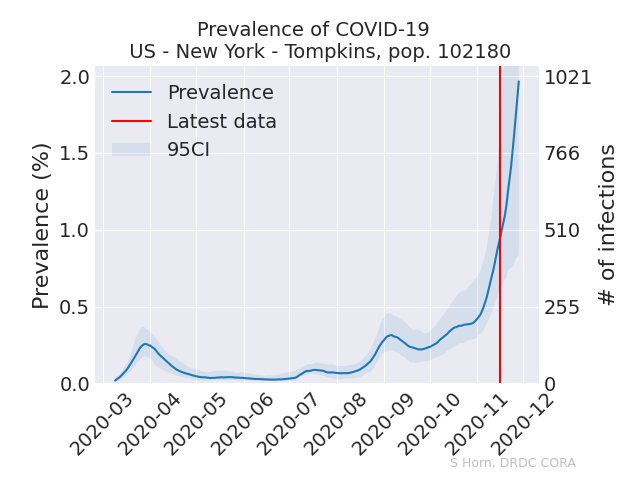 Prevalence of COVID-19
US - New York - Tompkins, pop. 102180
Prevalence (%)
2.0
1.5
1.0
0.5
0.0
Prevalence
Latest data
95CI
1021
766
510
255
0
# of infections
2020-03
2020-04
2020-05
2020-06
2020-07
2020-08
2020-09
2020-10
2020-11
2020-12
S Horn, DRDC CORA